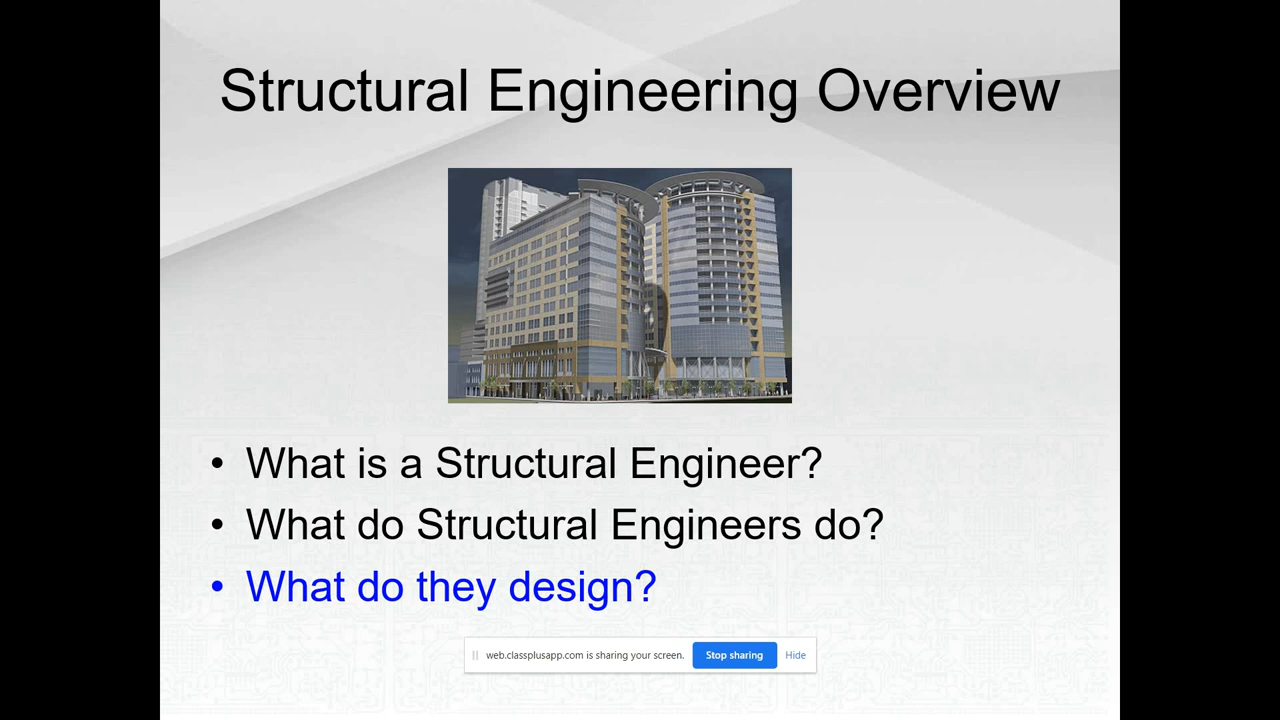 Structural Engineering Overview
• What is a Structural Engineer?
• What do Structural Engineers do?
• What do they design?
web.classplusapp.com is sharing your screen. Stop sharing Hide